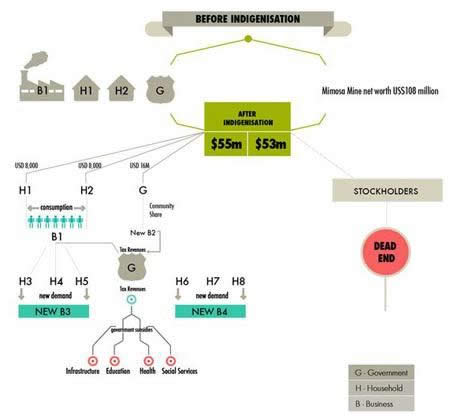 BEFORE INDIGENISATION
B1
H1
H2
G
Mimosa Mine net worth US$108 million
AFTER
INDIGENISATION
$55m
$53m
USD 8,000
USD 8,000
USD 16M
H1
H2
G
STOCKHOLDERS
consumption
Community
Share
B1
New B2
Tax Revenues
G
DEAD
END
H3
H4
H5
new demand
NEW B3
Tax Revenues
H6
H7
H8
new demand
NEW B4
government subsidies
Infrastructure
Education
Health
Social Services
G - Government
H - Household
B - Business